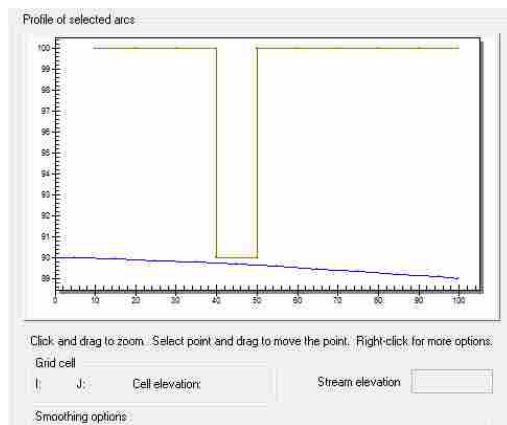 Profile of selected arcs
100
99
98
97
96
95
94
93
92
91
90
89
0 10 20 30 40 50 60 70 80 90 100
Click and drag to zoom. Select point and drag to move the point. Right-click for more options.
Grid cell
I: J: Cell elevation:
Stream elevation
Smoothing options